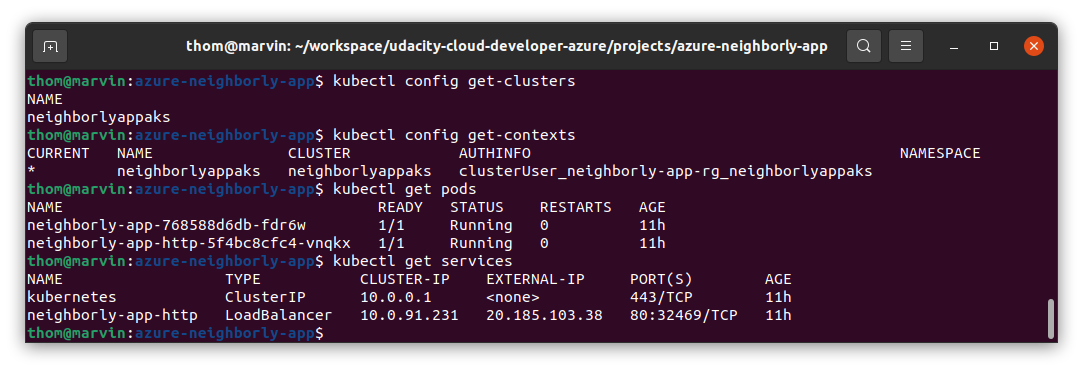 thom@marvin: ~/workspace/udacity-cloud-developer-azure/projects/azure-neighborly-app
thom@marvin:azure-neighborly-app$ kubectl config get-clusters
NAME
neighborlyappaks
thom@marvin:azure-neighborly-app$ kubectl config get-contexts
CURRENT   NAME               CLUSTER            AUTHINFO                                         NAMESPACE
*         neighborlyappaks   neighborlyappaks   clusterUser_neighborly-app-rg_neighborlyappaks
thom@marvin:azure-neighborly-app$ kubectl get pods
NAME                                   READY   STATUS    RESTARTS   AGE
neighborly-app-768588d6db-fdr6w        1/1     Running   0          11h
neighborly-app-http-5f4bc8cfc4-vnqkx   1/1     Running   0          11h
thom@marvin:azure-neighborly-app$ kubectl get services
NAME                  TYPE           CLUSTER-IP    EXTERNAL-IP     PORT(S)        AGE
kubernetes            ClusterIP      10.0.0.1      <none>          443/TCP        11h
neighborly-app-http   LoadBalancer   10.0.91.231   20.185.103.38   80:32469/TCP   11h
thom@marvin:azure-neighborly-app$